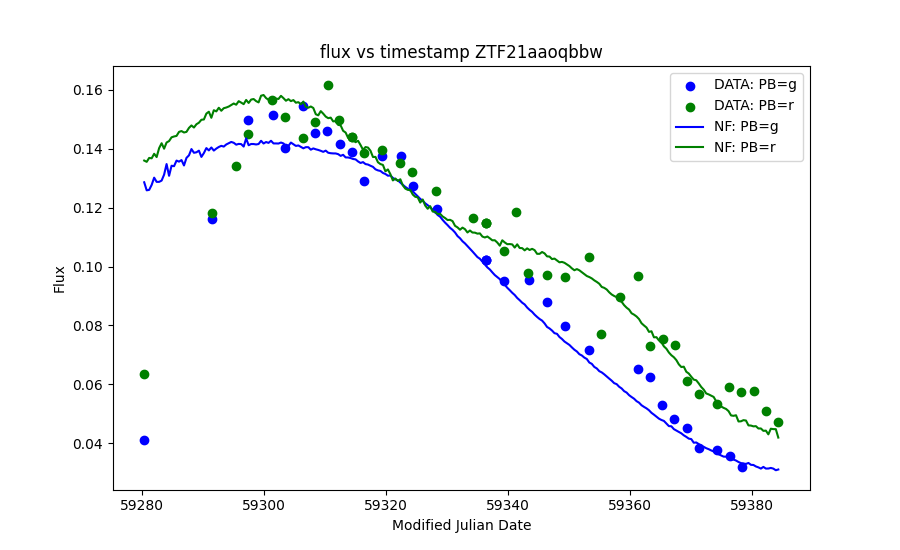 flux vs timestamp ZTF21aaoqbbw
DATA: PB=g
DATA: PB=r
NF: PB=g
NF: PB=r
Flux
0.16
0.14
0.12
0.10
0.08
0.06
0.04
59280 59300 59320 59340 59360 59380
Modified Julian Date